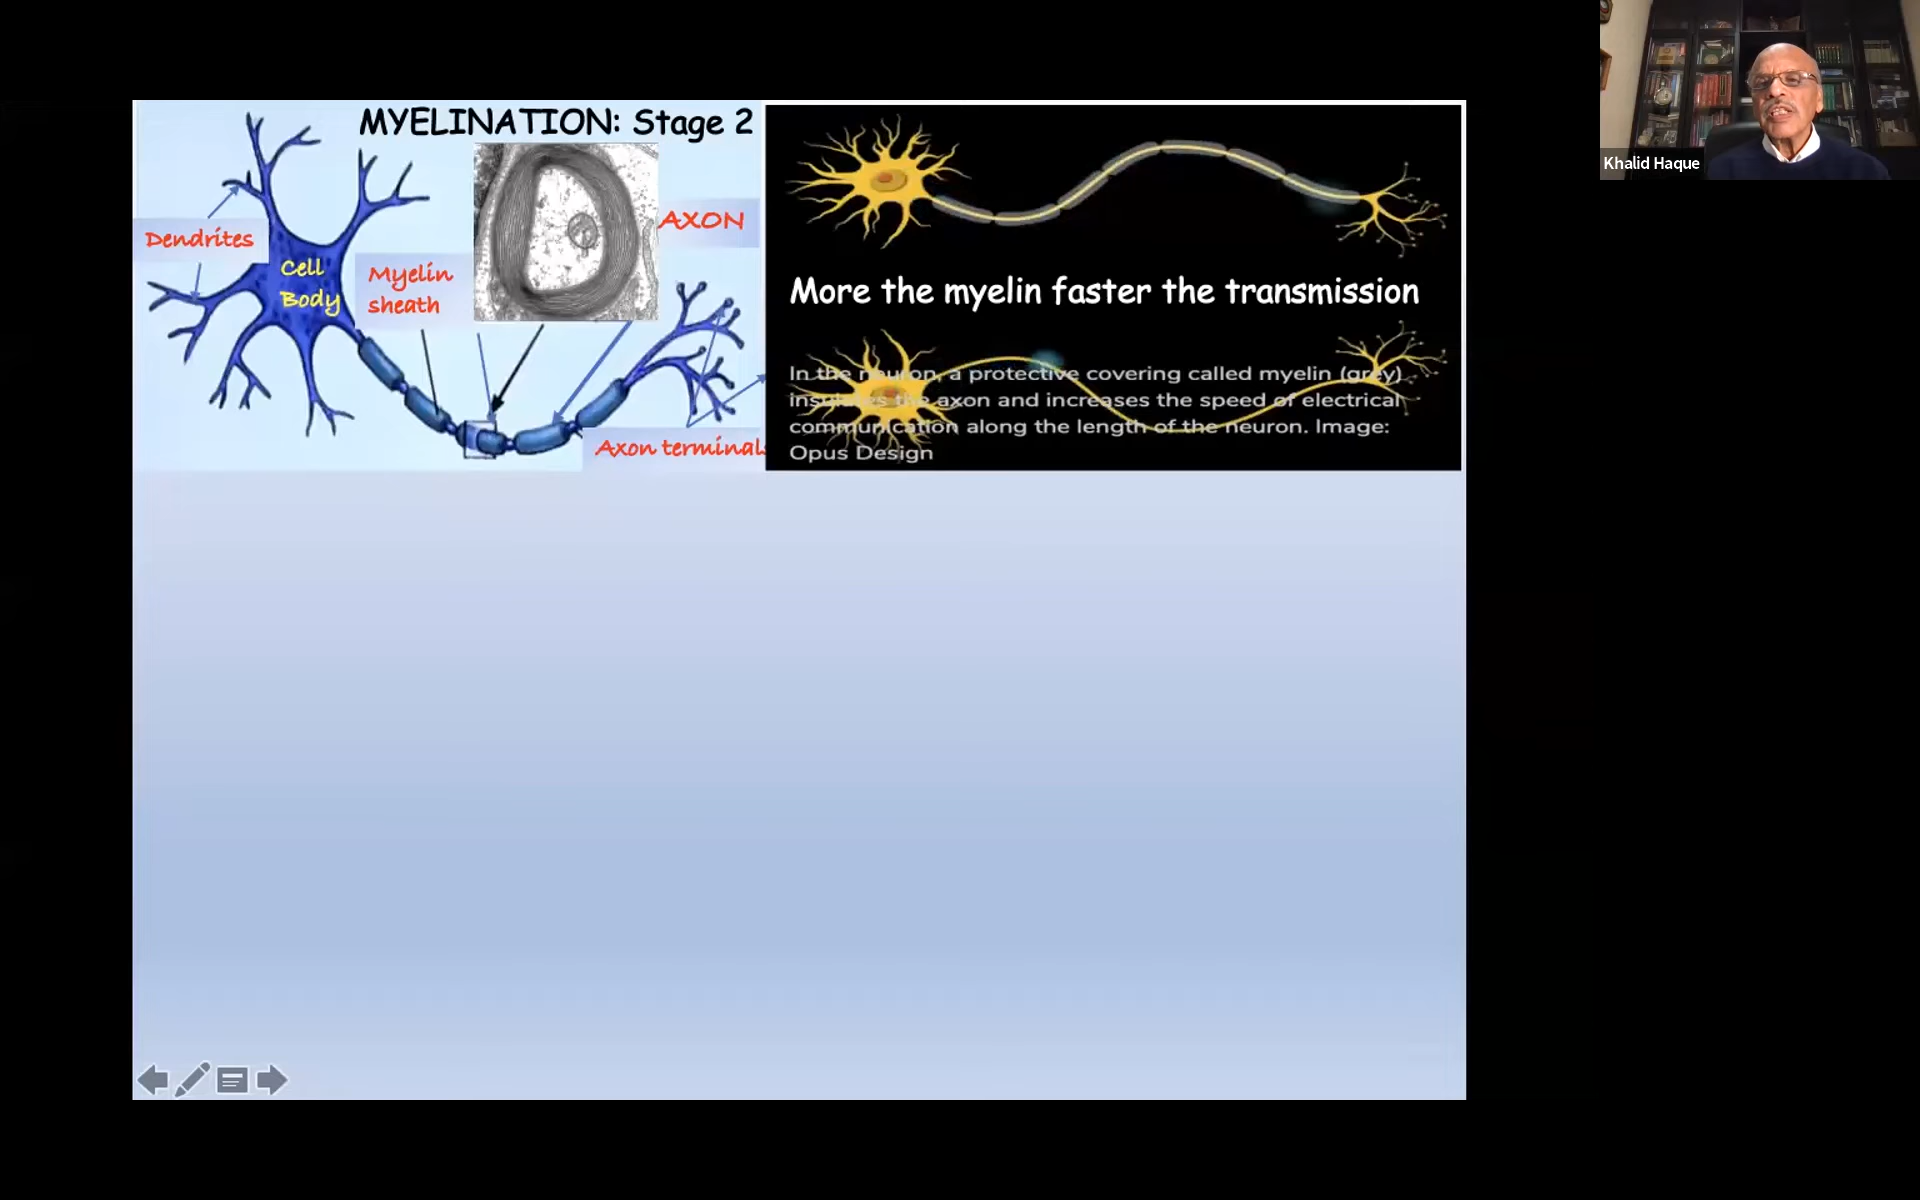 MYELINATION: Stage 2
Dendrites
Cell
Body
Myelin
sheath
AXON
Axon terminals
More the myelin faster the transmission
In the neuron, a protective covering called myelin (grey)
insulates the axon and increases the speed of electrical
communication along the length of the neuron. Image:
Opus Design
Khalid Haque